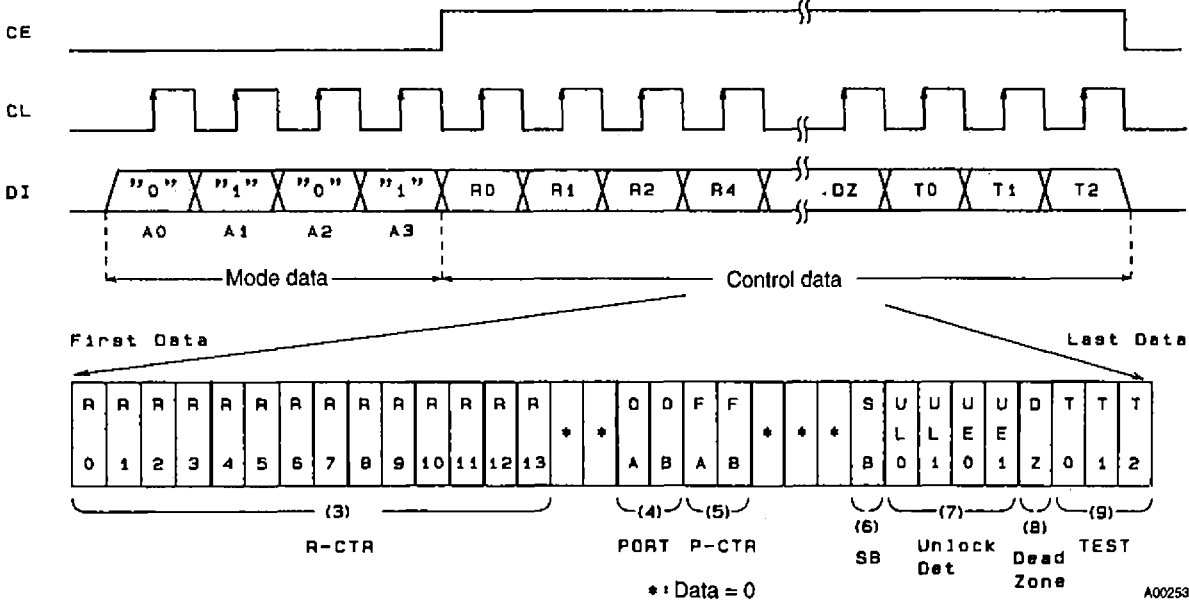 CE
CL
DI "0" "1" "0" "1" R0 R1 R2 R4 .DZ T0 T1 T2
A0 A1 A2 A3
Mode data Control data
First Data Last Data
R R R R R R R R R R R R R R * * O O F F * * * S U U U U D T T T
L L E E
0 1 2 3 4 5 6 7 8 9 10 11 12 13 A B A B B 0 1 0 1 Z 0 1 2
(3) (4) (5) (6) (7) (8) (9)
R-CTR PORT P-CTR SB Unlock Det Dead Zone TEST
*: Data = 0
A00253